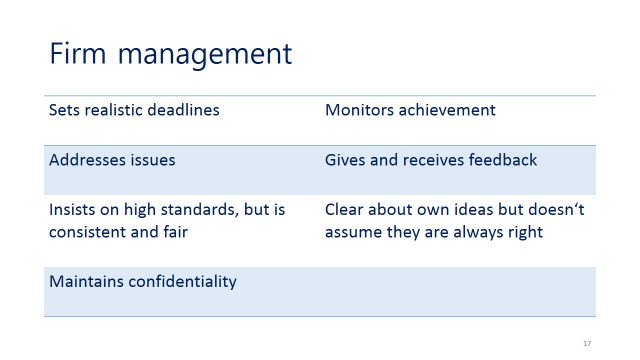 Firm management
Sets realistic deadlines
Monitors achievement
Addresses issues
Gives and receives feedback
Insists on high standards, but is
consistent and fair
Clear about own ideas but doesn‘t
assume they are always right
Maintains confidentiality
17